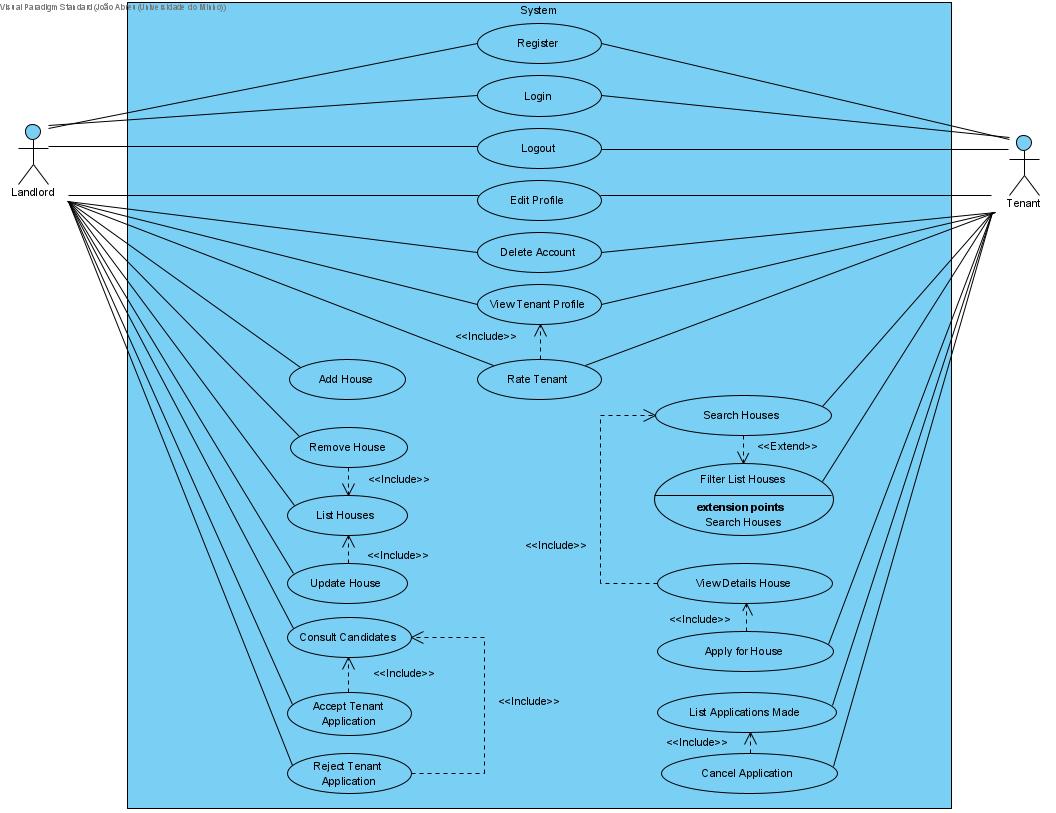 Visual Paradigm Standard (João Abreu (Universidade do Minho))
System
Register
Login
Logout
Landlord
Tenant
Edit Profile
Delete Account
View Tenant Profile
<<Include>>
Add House
Rate Tenant
Search Houses
<<Extend>>
Remove House
<<Include>>
Filter List Houses
extension points
Search Houses
List Houses
<<Include>>
<<Include>>
Update House
View Details House
<<Include>>
Consult Candidates
Apply for House
<<Include>>
<<Include>>
Accept Tenant
Application
List Applications Made
<<Include>>
Reject Tenant
Application
Cancel Application